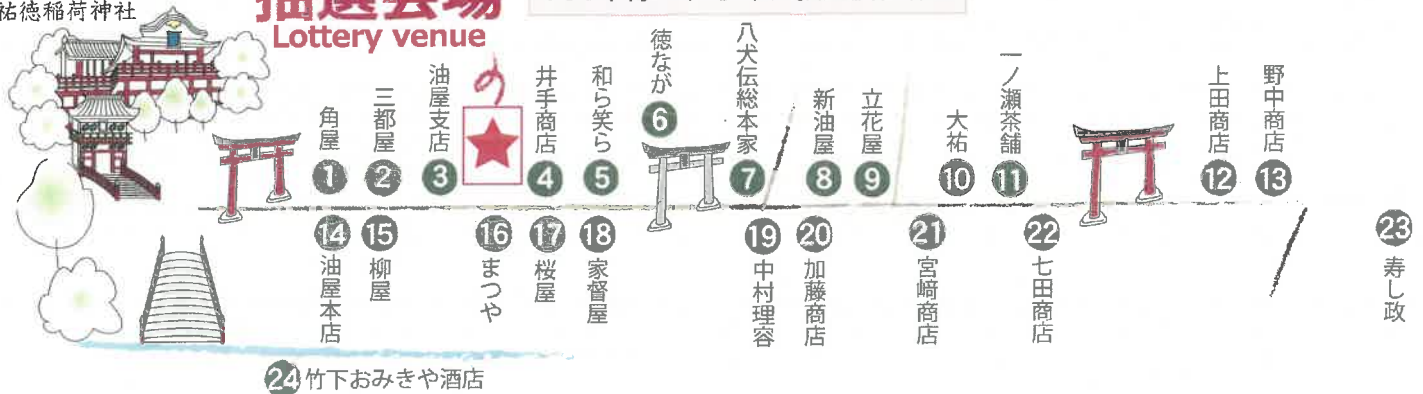 祐徳稲荷神社
抽選会場
Lottery venue
の
角屋
1
三都屋
2
油屋支店
3
井手商店
4
和ら笑ら
5
徳なが
6
八犬伝総本家
7
新油屋
8
立花屋
9
大祐
10
一ノ瀬茶舗
11
上田商店
12
野中商店
13
14
油屋本店
15
柳屋
16
まつや
17
桜屋
18
家督屋
19
中村理容
20
加藤商店
21
宮﨑商店
22
七田商店
23
寿し政
24 竹下おみきや酒店